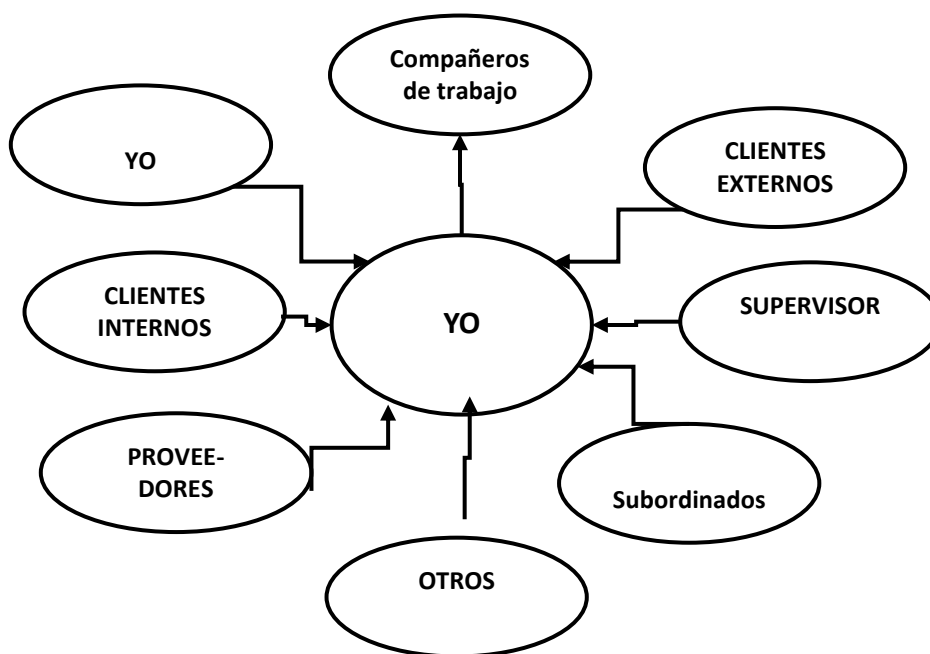 Compañeros
de trabajo
YO
CLIENTES
EXTERNOS
CLIENTES
INTERNOS
YO
SUPERVISOR
PROVEE-
DORES
Subordinados
OTROS